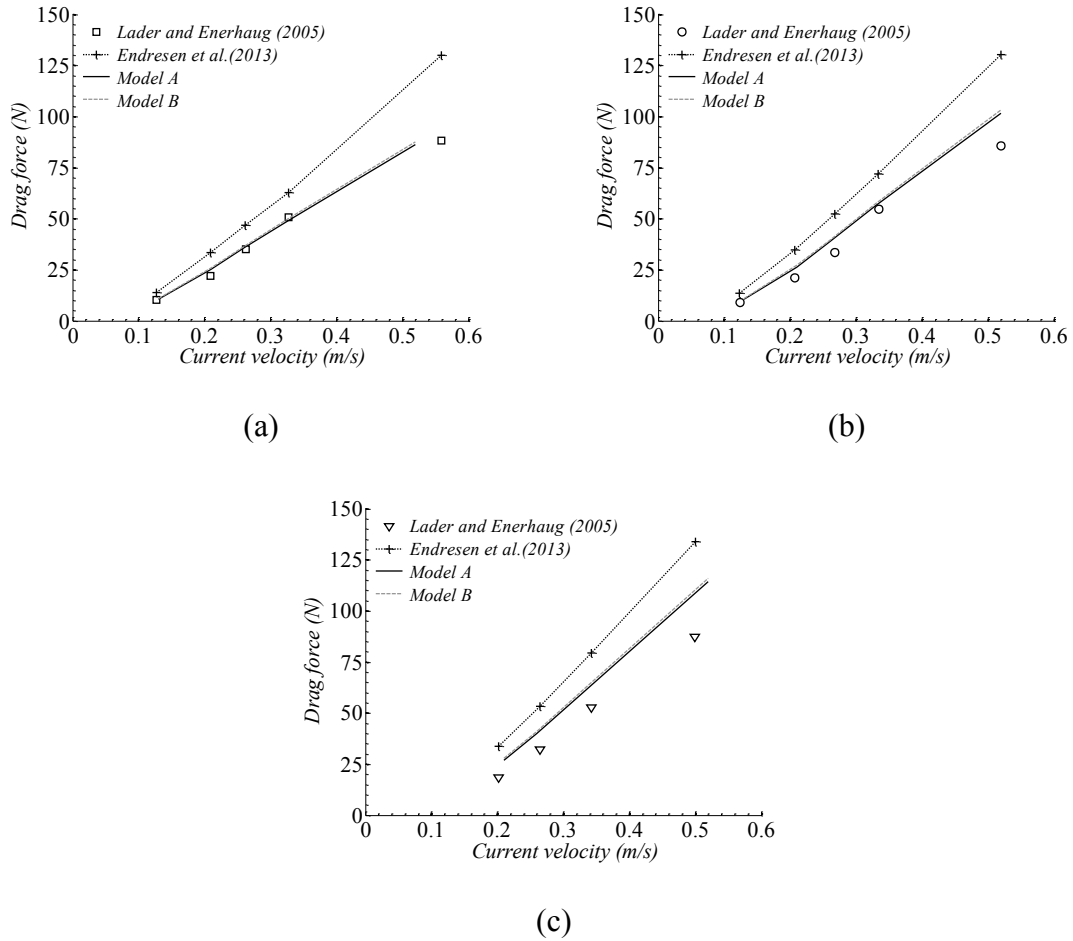 150
125
100
75
50
25
0
Drag force (N)
Lader and Enerhaug (2005)
Endresen et al.(2013)
Model A
Model B
0 0.1 0.2 0.3 0.4 0.5 0.6
Current velocity (m/s)
(a)
150
125
100
75
50
25
0
Drag force (N)
Lader and Enerhaug (2005)
Endresen et al.(2013)
Model A
Model B
0 0.1 0.2 0.3 0.4 0.5 0.6
Current velocity (m/s)
(b)
150
125
100
75
50
25
0
Drag force (N)
Lader and Enerhaug (2005)
Endresen et al.(2013)
Model A
Model B
0 0.1 0.2 0.3 0.4 0.5 0.6
Current velocity (m/s)
(c)